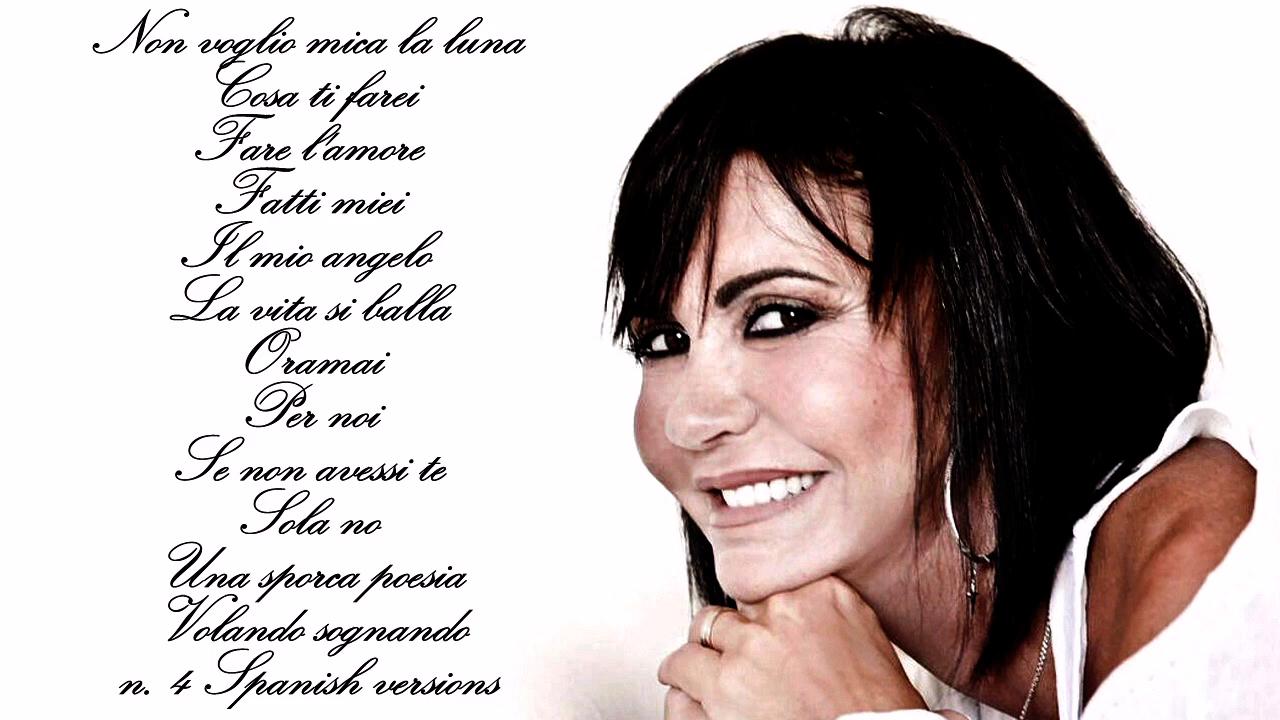 Non voglio mica la luna
Cosa ti farei
Fare l'amore
Fatti miei
Il mio angelo
La vita si balla
Oramai
Per noi
Se non avessi te
Sola no
Una sporca poesia
Volando sognando
n. 4 Spanish versions